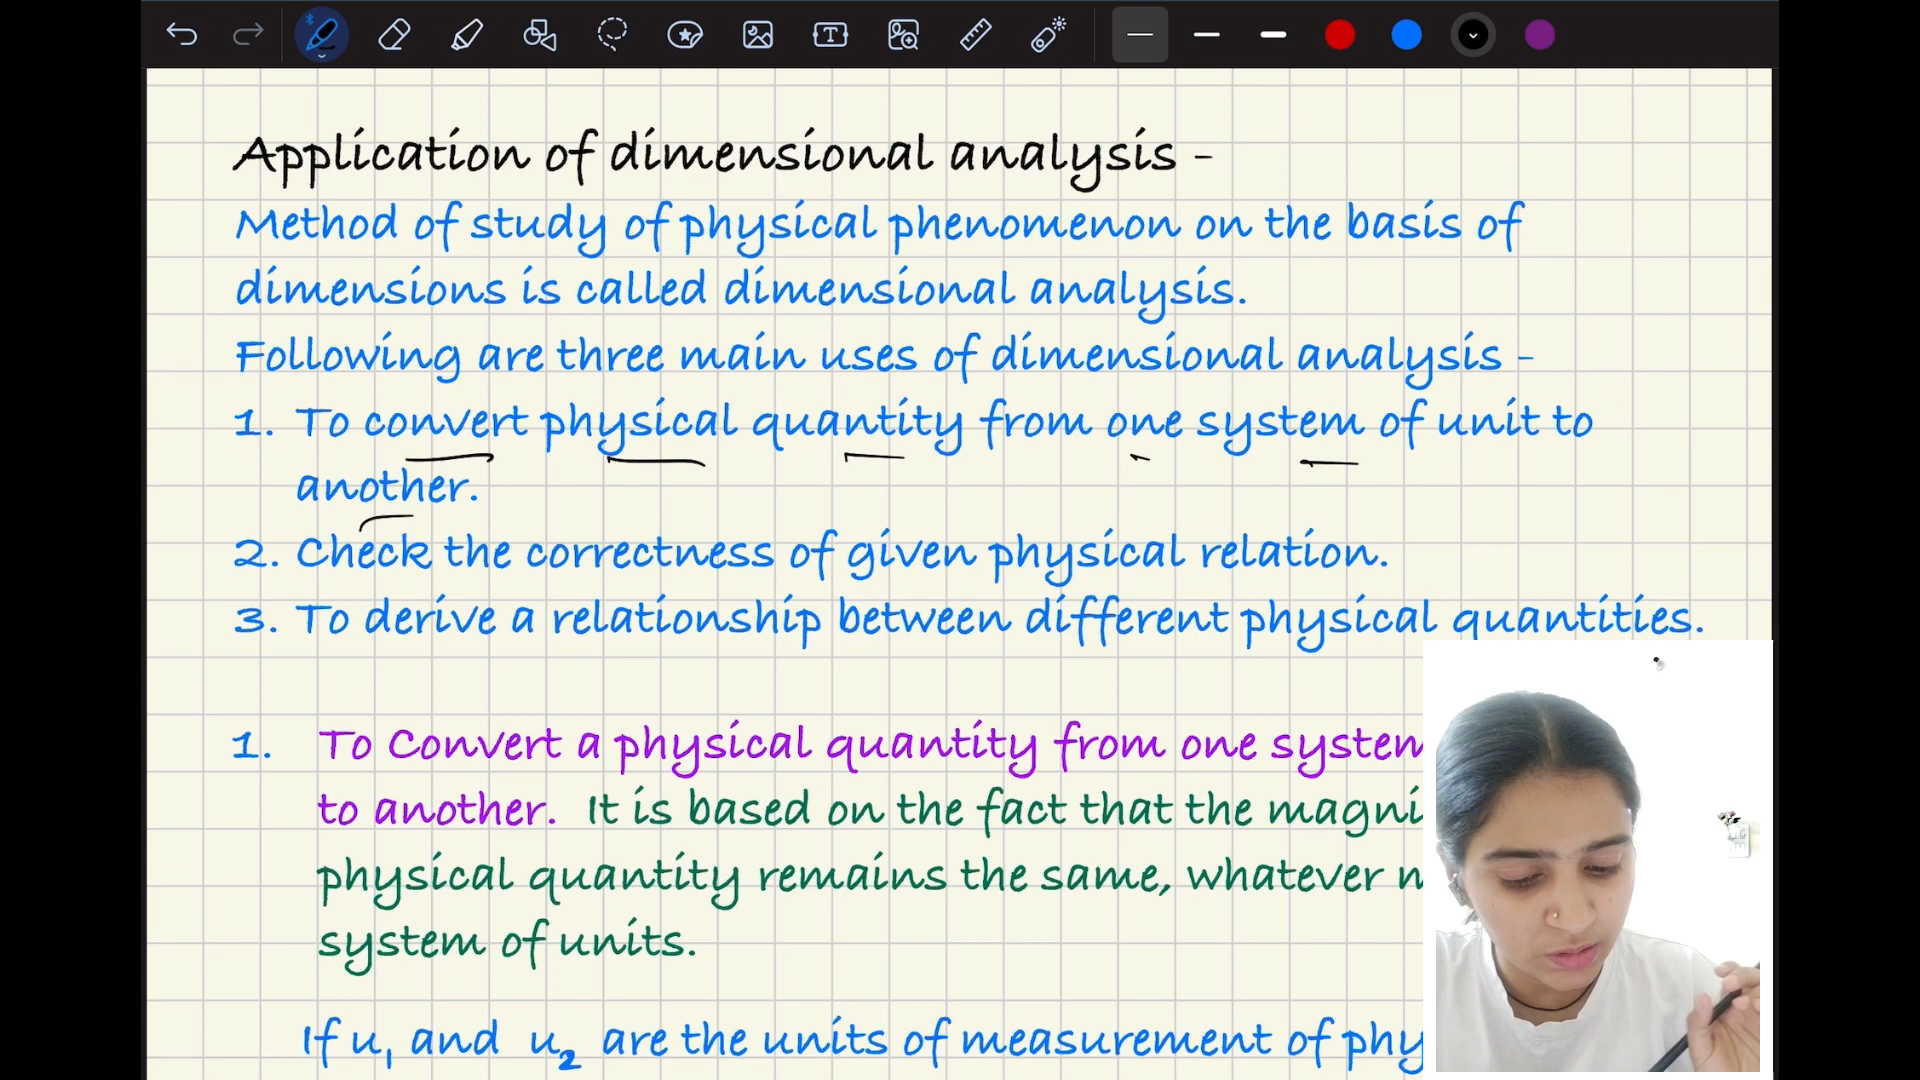 Application of dimensional analysis -
Method of study of physical phenomenon on the basis of
dimensions is called dimensional analysis.
Following are three main uses of dimensional analysis -
1. To convert physical quantity from one system of unit to
another.
2. Check the correctness of given physical relation.
3. To derive a relationship between different physical quantities.
1. To Convert a physical quantity from one system
to another. It is based on the fact that the magni
physical quantity remains the same, whatever
system of units.
If u₁ and u₂ are the units of measurement of phy